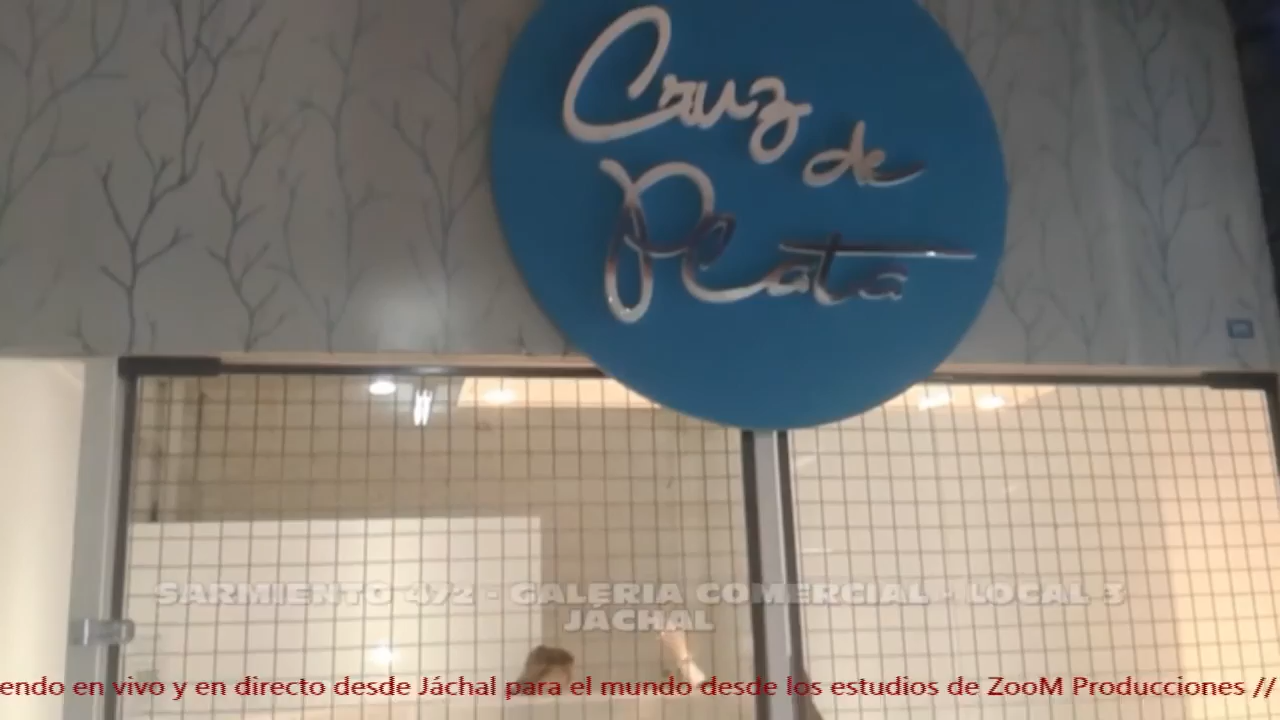 Cruz
de
Plata
SARMIENTO 472 - GALERIA COMERCIAL - LOCAL 3
JÁCHAL
endo en vivo y en directo desde Jáchal para el mundo desde los estudios de ZooM Producciones //